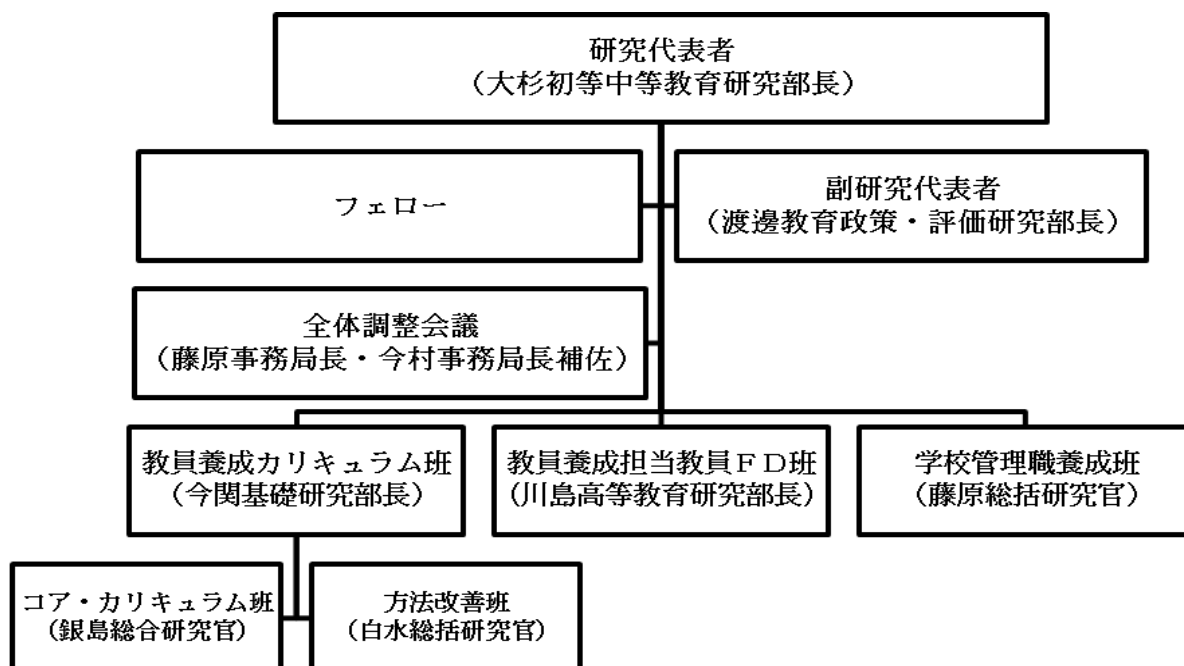 研究代表者
（大杉初等中等教育研究部長）
フェロー
副研究代表者
（渡邊教育政策・評価研究部長）
全体調整会議
（藤原事務局長・今村事務局長補佐）
教員養成カリキュラム班
（今関基礎研究部長）
教員養成担当教員ＦＤ班
（川島高等教育研究部長）
学校管理職養成班
（藤原総括研究官）
コア・カリキュラム班
（銀島総合研究官）
方法改善班
（白水総括研究官）